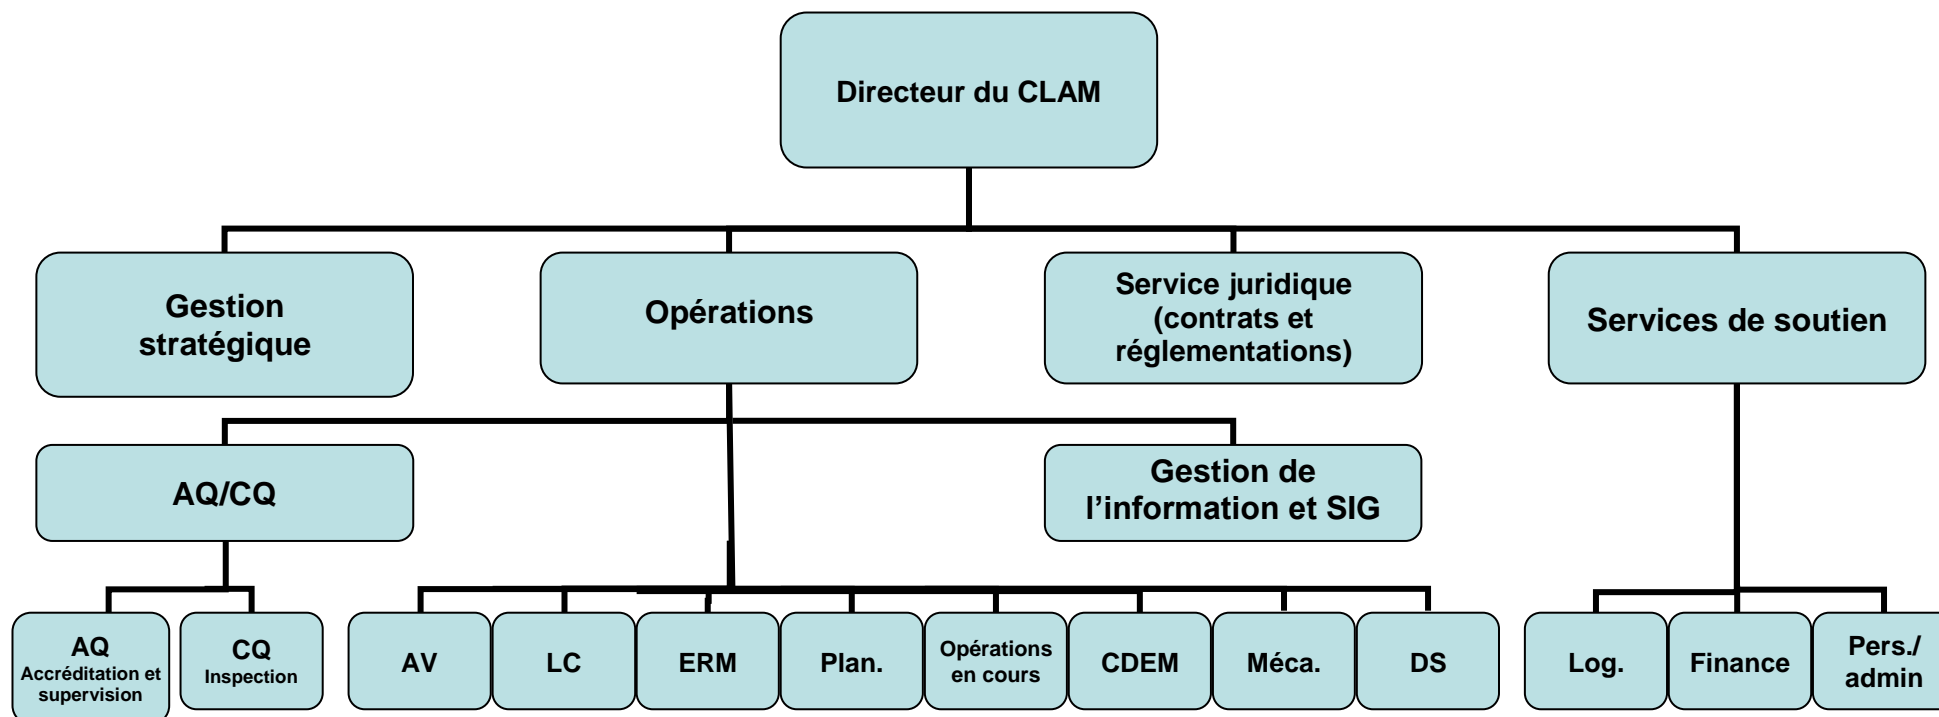 Directeur du CLAM
Gestion
stratégique
Opérations
Service juridique
(contrats et
réglementations)
Services de soutien
AQ/CQ
Gestion de
l’information et SIG
AQ
Accréditation et
supervision
CQ
Inspection
AV
LC
ERM
Plan.
Opérations
en cours
CDEM
Méca.
DS
Log.
Finance
Pers./
admin